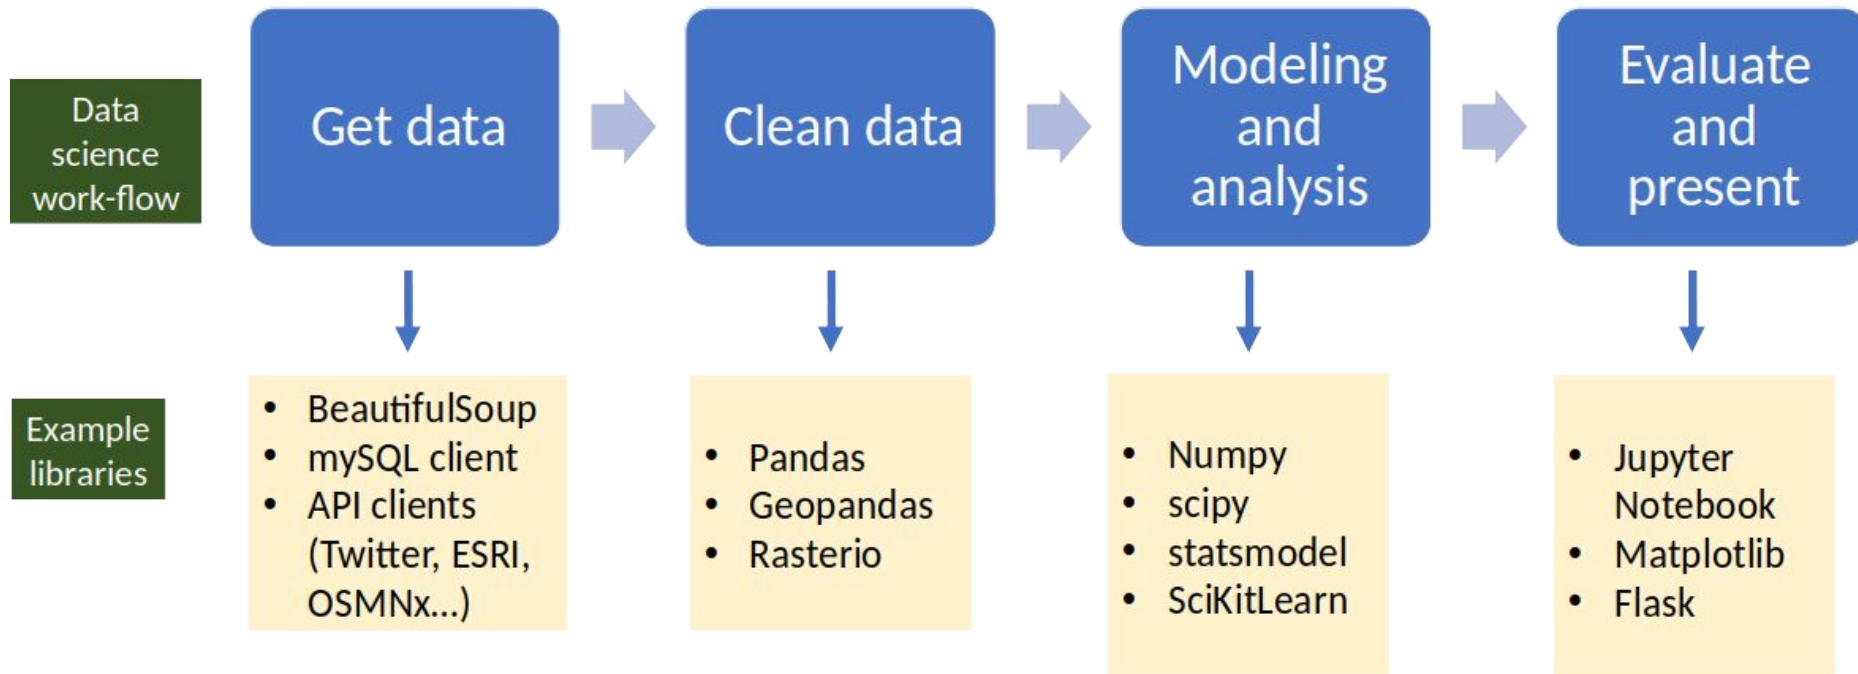 Data
science
work-flow
Get data
Clean data
Modeling
and
analysis
Evaluate
and
present
Example
libraries
• BeautifulSoup
• mySQL client
• API clients
(Twitter, ESRI,
OSMNx...)
• Pandas
• Geopandas
• Rasterio
• Numpy
• scipy
• statsmodel
• SciKitLearn
• Jupyter
Notebook
• Matplotlib
• Flask